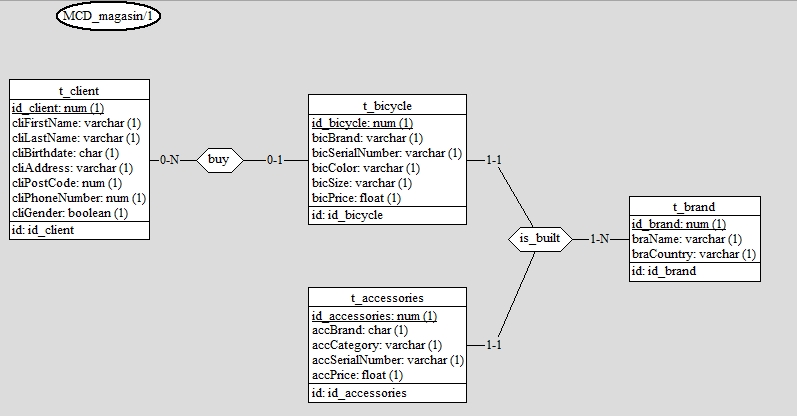 MCD_magasin/1
t_client
id_client: num (1)
cliFirstName: varchar (1)
cliLastName: varchar (1)
cliBirthdate: char (1)
cliAddress: varchar (1)
cliPostCode: num (1)
cliPhoneNumber: num (1)
cliGender: boolean (1)
id: id_client
0-N
buy
0-1
t_bicycle
id_bicycle: num (1)
bicBrand: varchar (1)
bicSerialNumber: varchar (1)
bicColor: varchar (1)
bicSize: varchar (1)
bicPrice: float (1)
id: id_bicycle
1-1
is_built
1-N
t_brand
id_brand: num (1)
braName: varchar (1)
braCountry: varchar (1)
id: id_brand
t_accessories
id_accessories: num (1)
accBrand: char (1)
accCategory: varchar (1)
accSerialNumber: varchar (1)
accPrice: float (1)
id: id_accessories
1-1